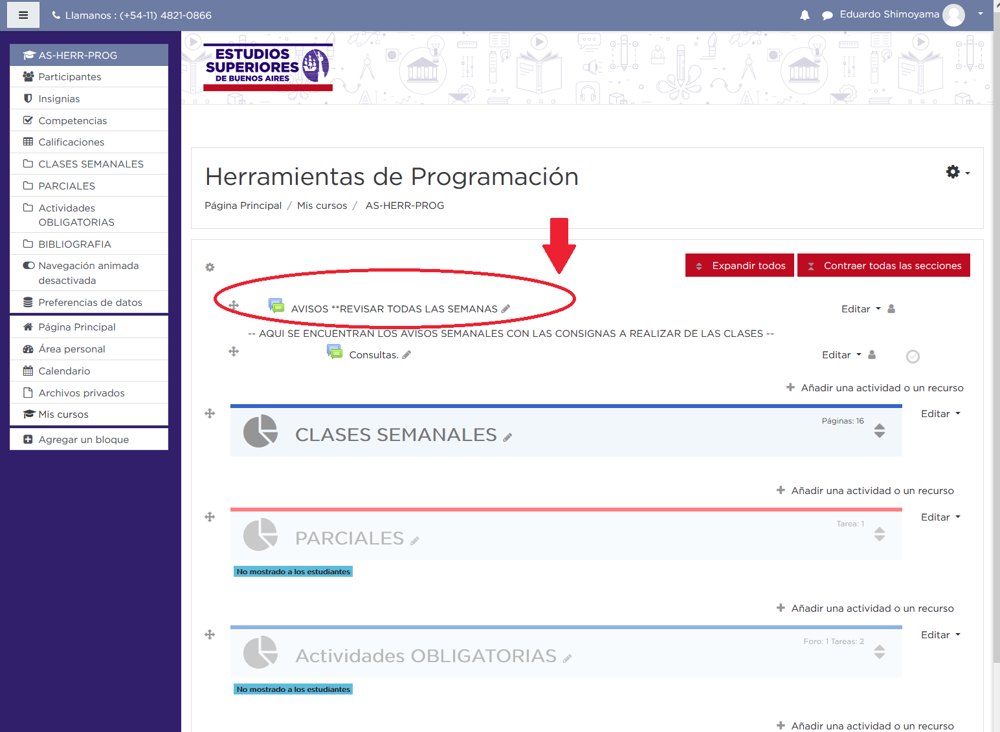 Llamanos : (+54-11) 4821-0866
Eduardo Shimoyama
AS-HERR-PROG
Participantes
Insignias
Competencias
Calificaciones
CLASES SEMANALES
PARCIALES
Actividades
OBLIGATORIAS
BIBLIOGRAFIA
Navegación animada
desactivada
Preferencias de datos
Página Principal
Área personal
Calendario
Archivos privados
Mis cursos
Agregar un bloque
ESTUDIOS
SUPERIORES
DE BUENOS AIRES
Herramientas de Programación
Página Principal / Mis cursos / AS-HERR-PROG
Expandir todos
Contraer todas las secciones
AVISOS **REVISAR TODAS LAS SEMANAS
Editar
-- AQUI SE ENCUENTRAN LOS AVISOS SEMANALES CON LAS CONSIGNAS A REALIZAR DE LAS CLASES --
Consultas.
Editar
Añadir una actividad o un recurso
Editar
Páginas: 16
CLASES SEMANALES
Añadir una actividad o un recurso
Editar
Tarea: 1
PARCIALES
No mostrado a los estudiantes
Añadir una actividad o un recurso
Editar
Foro: 1 Tareas: 2
Actividades OBLIGATORIAS
No mostrado a los estudiantes
Añadir una actividad o un recurso